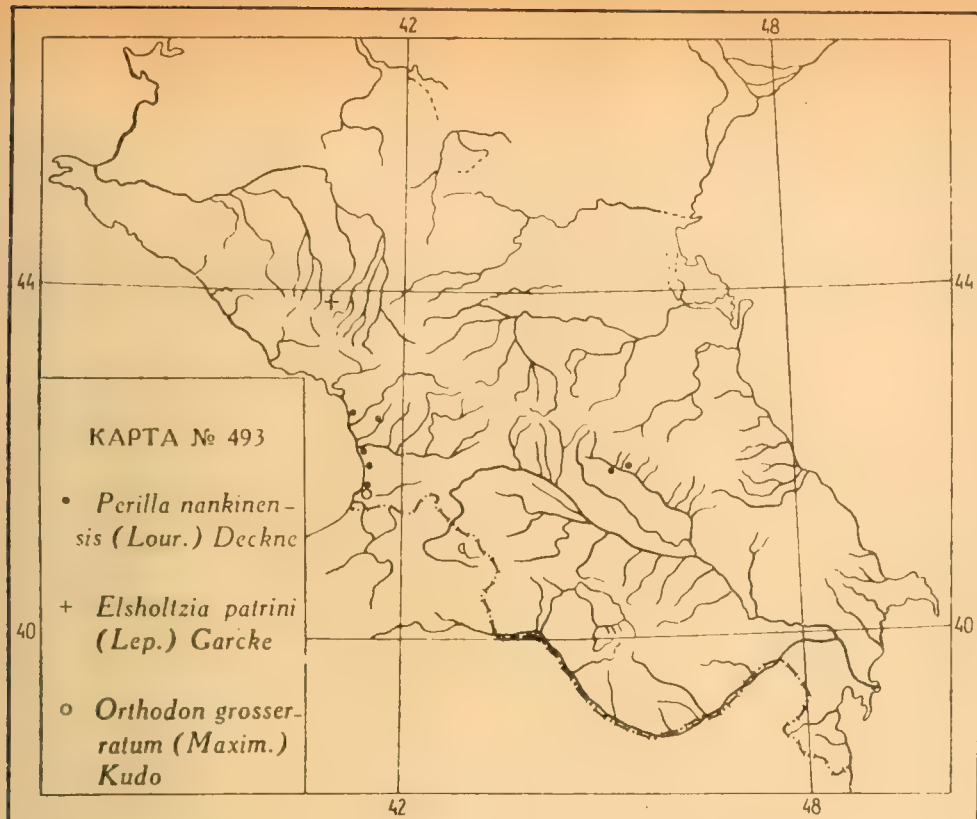 42 48
44 44
КАРТА № 493
• Perilla nankinen-
sis (Lour.) Deckne
+ Elsholtzia patrini
(Lep.) Garcke
○ Orthodon grosser-
ratum (Maxim.)
Kudo
40 40
42 48